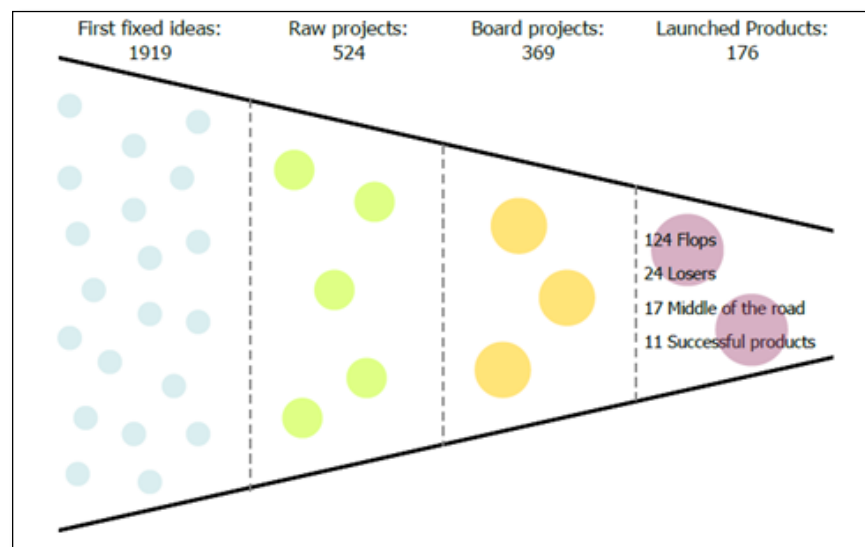 First fixed ideas:
1919
Raw projects:
524
Board projects:
369
Launched Products:
176
124 Flops
24 Losers
17 Middle of the road
11 Successful products